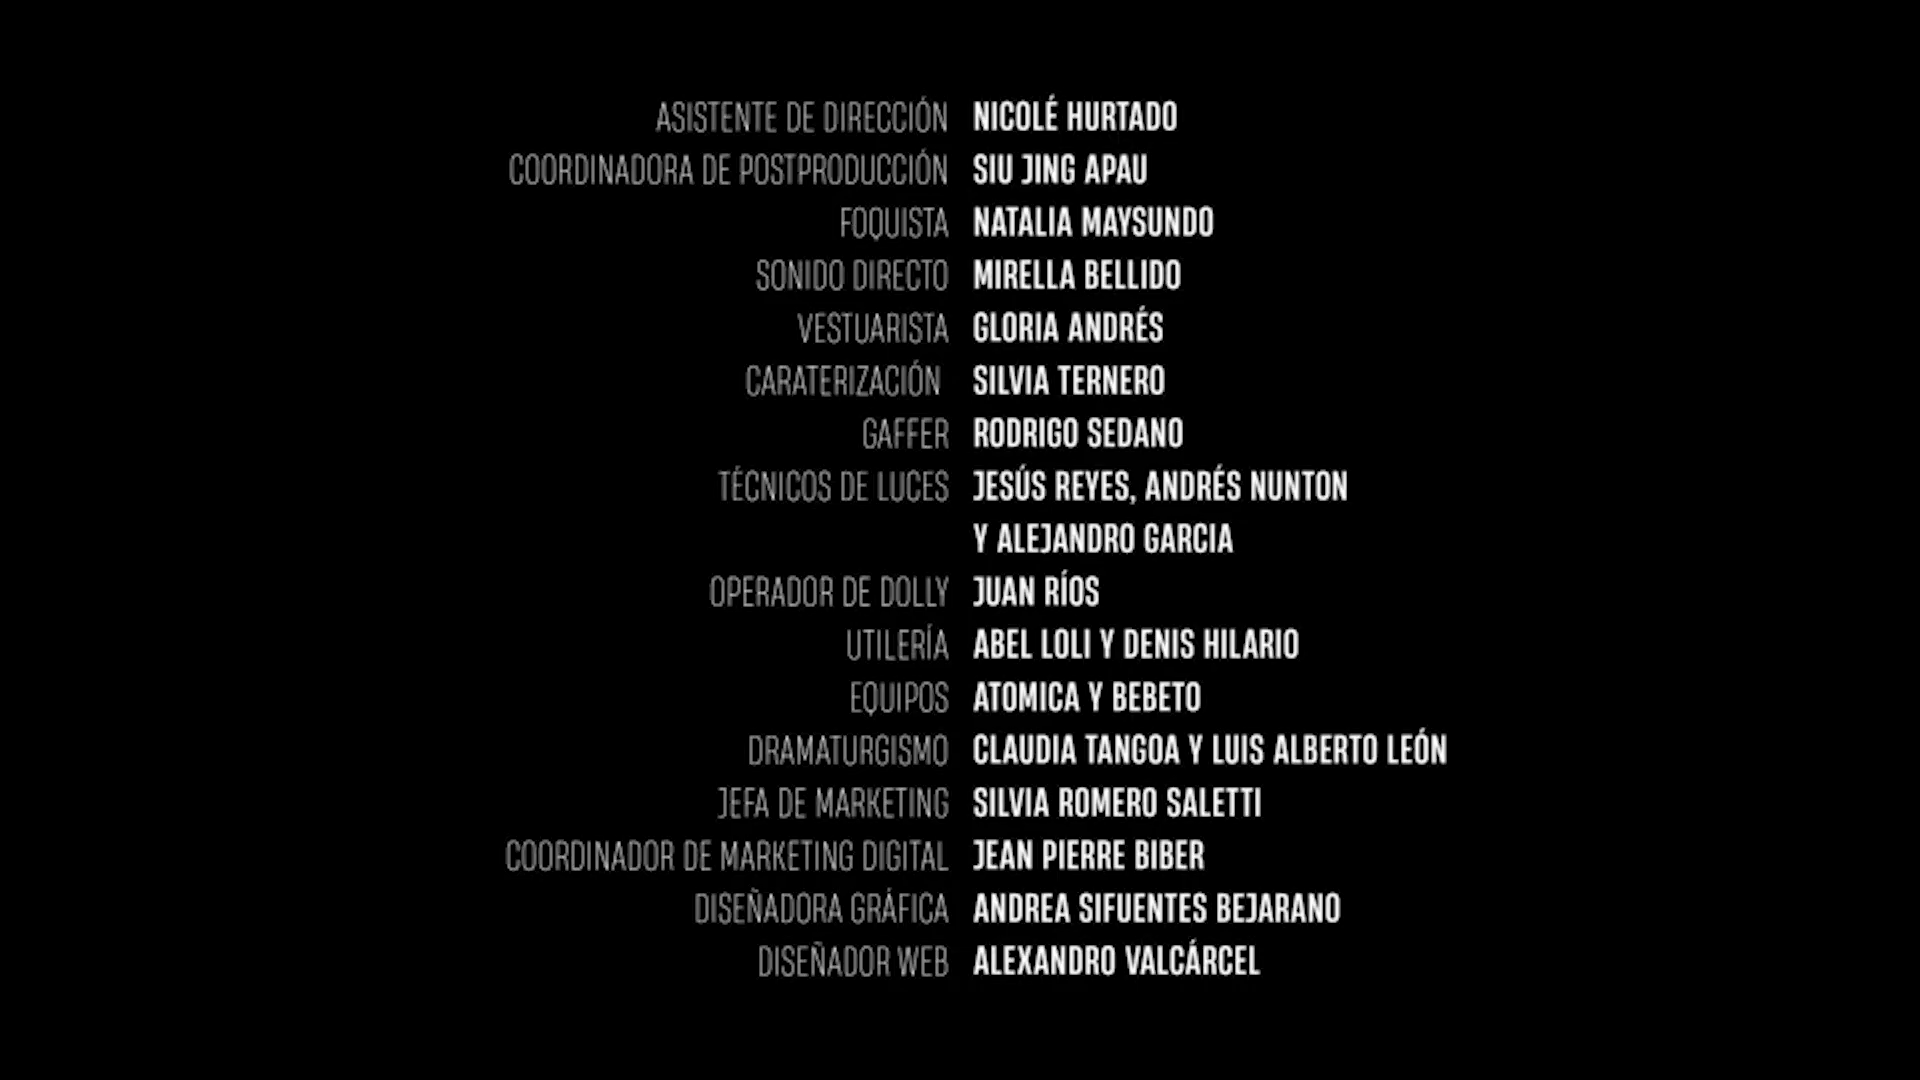 ASISTENTE DE DIRECCIÓN NICOLÉ HURTADO
COORDINADORA DE POSTPRODUCCIÓN SIU JING APAU
FOQUISTA NATALIA MAYSUNDO
SONIDO DIRECTO MIRELLA BELLIDO
VESTUARISTA GLORIA ANDRÉS
CARATERIZACIÓN SILVIA TERNERO
GAFFER RODRIGO SEDANO
TÉCNICOS DE LUCES JESÚS REYES, ANDRÉS NUNTON
Y ALEJANDRO GARCIA
OPERADOR DE DOLLY JUAN RÍOS
UTILERÍA ABEL LOLI Y DENIS HILARIO
EQUIPOS ATOMICA Y BEBETO
DRAMATURGISMO CLAUDIA TANGOA Y LUIS ALBERTO LEÓN
JEFA DE MARKETING SILVIA ROMERO SALETTI
COORDINADOR DE MARKETING DIGITAL JEAN PIERRE BIBER
DISEÑADORA GRÁFICA ANDREA SIFUENTES BEJARANO
DISEÑADOR WEB ALEXANDRO VALCÁRCEL